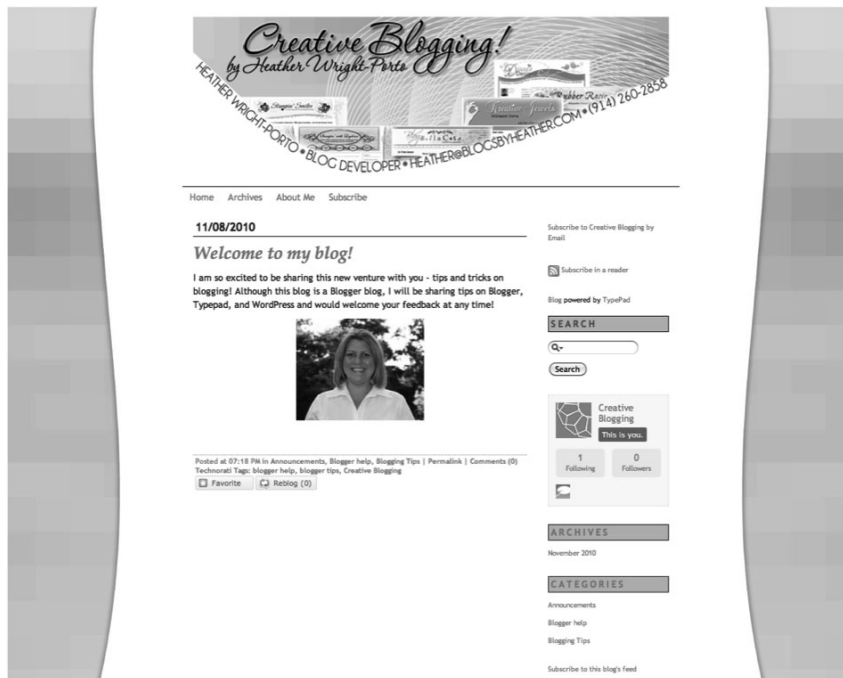 Creative Blogging!
by Heather Wright-Porto
HEATHER WRIGHT-PORTO • BLOG DEVELOPER • HEATHER@BLOGSBYHEATHER.COM • (914) 260-2858
Home Archives About Me Subscribe
11/08/2010
Welcome to my blog!
I am so excited to be sharing this new venture with you - tips and tricks on
blogging! Although this blog is a Blogger blog, I will be sharing tips on Blogger,
Typepad, and WordPress and would welcome your feedback at any time!
Posted at 07:18 PM in Announcements, Blogger help, Blogging Tips | Permalink | Comments (0)
Technorati Tags: blogger help, blogger tips, Creative Blogging
Favorite Reblog (0)
Subscribe to Creative Blogging by
Email
Subscribe in a reader
Blog powered by TypePad
SEARCH
Search
Creative
Blogging
This is you.
1 0
Following Followers
ARCHIVES
November 2010
CATEGORIES
Announcements
Blogger help
Blogging Tips
Subscribe to this blog's feed